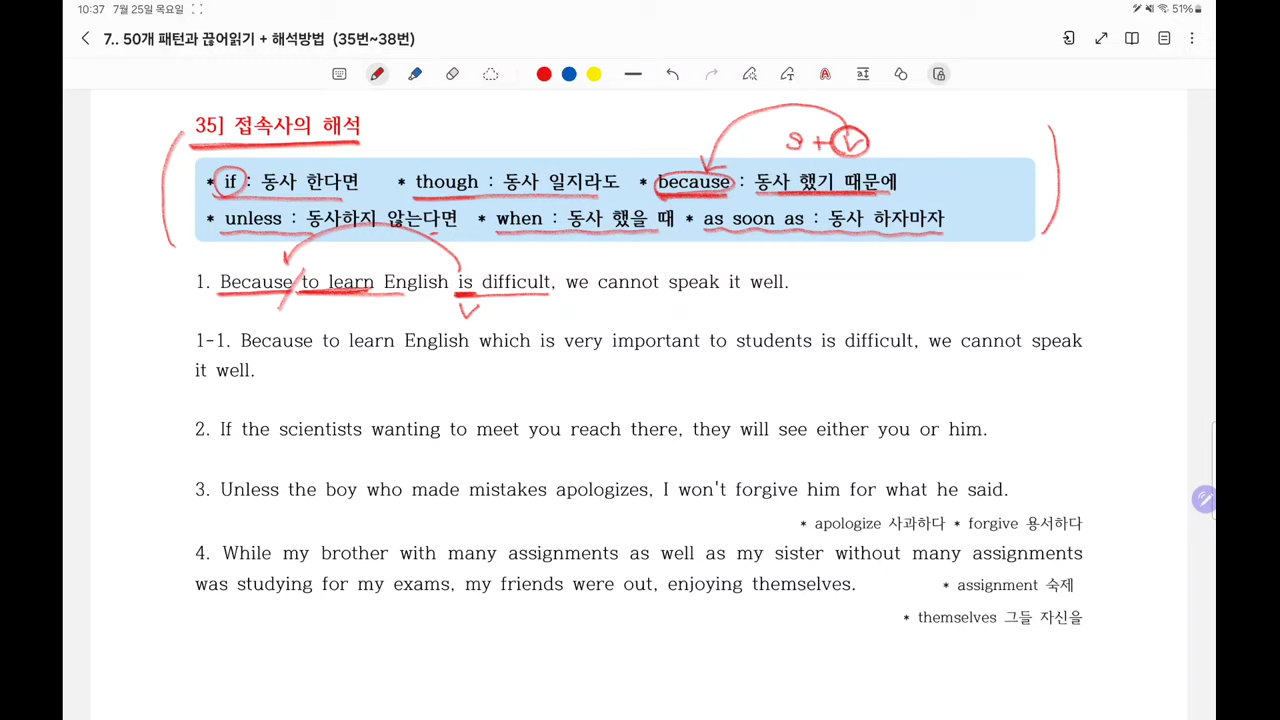 10:37 7월 25일 목요일
51%
7.. 50개 패턴과 끊어읽기 + 해석방법 (35번~38번)
35] 접속사의 해석
S + V
* if : 동사 한다면 * though : 동사 일지라도 * because : 동사 했기 때문에
* unless : 동사하지 않는다면 * when : 동사 했을 때 * as soon as : 동사 하자마자
1. Because to learn English is difficult, we cannot speak it well.
V
1-1. Because to learn English which is very important to students is difficult, we cannot speak
it well.
2. If the scientists wanting to meet you reach there, they will see either you or him.
3. Unless the boy who made mistakes apologizes, I won't forgive him for what he said.
* apologize 사과하다 * forgive 용서하다
4. While my brother with many assignments as well as my sister without many assignments
was studying for my exams, my friends were out, enjoying themselves. * assignment 숙제
* themselves 그들 자신을